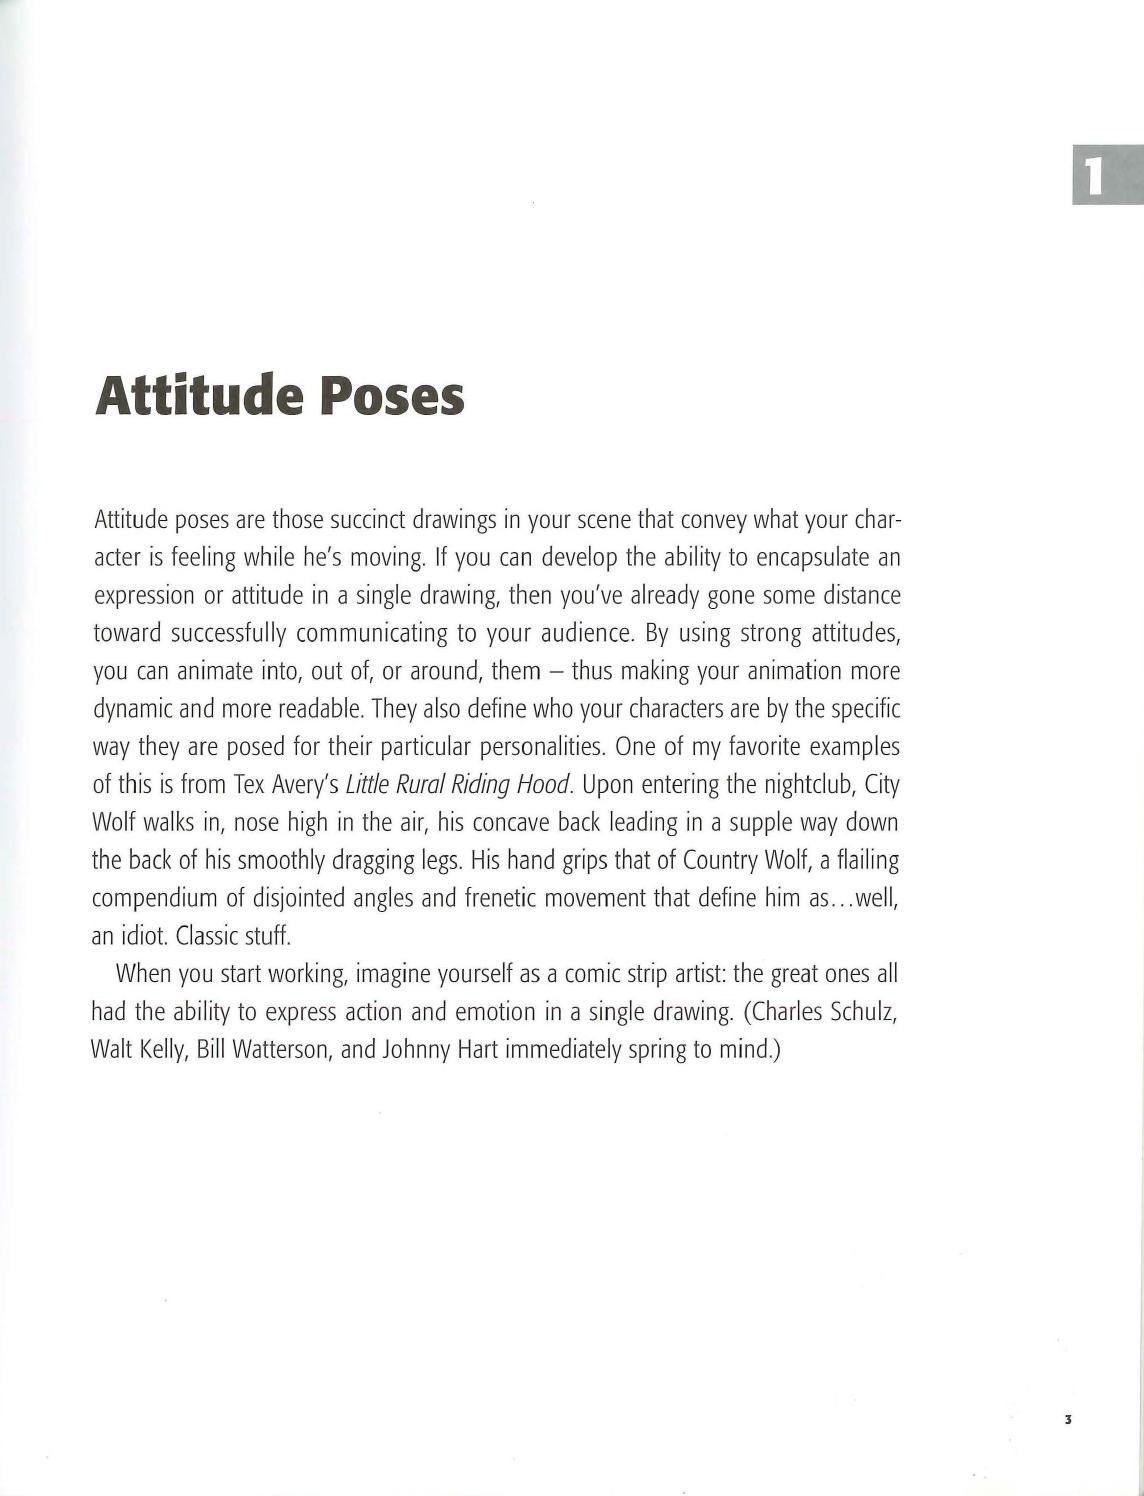 1
Attitude Poses
Attitude poses are those succinct drawings in your scene that convey what your char-
acter is feeling while he's moving. If you can develop the ability to encapsulate an
expression or attitude in a single drawing, then you've already gone some distance
toward successfully communicating to your audience. By using strong attitudes,
you can animate into, out of, or around, them – thus making your animation more
dynamic and more readable. They also define who your characters are by the specific
way they are posed for their particular personalities. One of my favorite examples
of this is from Tex Avery's Little Rural Riding Hood. Upon entering the nightclub, City
Wolf walks in, nose high in the air, his concave back leading in a supple way down
the back of his smoothly dragging legs. His hand grips that of Country Wolf, a flailing
compendium of disjointed angles and frenetic movement that define him as...well,
an idiot. Classic stuff.
When you start working, imagine yourself as a comic strip artist: the great ones all
had the ability to express action and emotion in a single drawing. (Charles Schulz,
Walt Kelly, Bill Watterson, and Johnny Hart immediately spring to mind.)
3